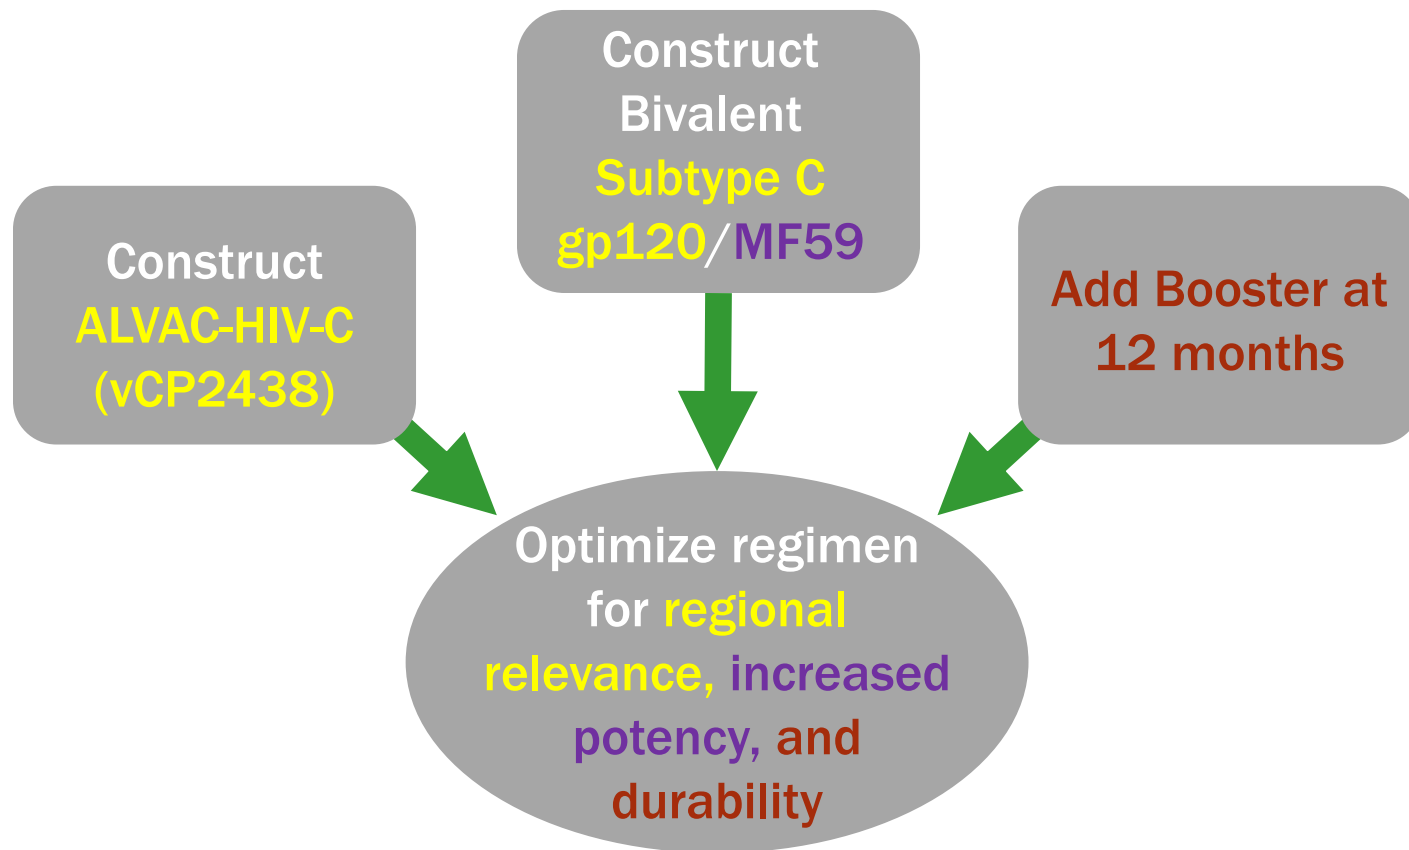 Construct
Bivalent
Subtype C
gp120/MF59
Construct
ALVAC-HIV-C
(vCP2438)
Add Booster at
12 months
Optimize regimen
for regional
relevance, increased
potency, and
durability